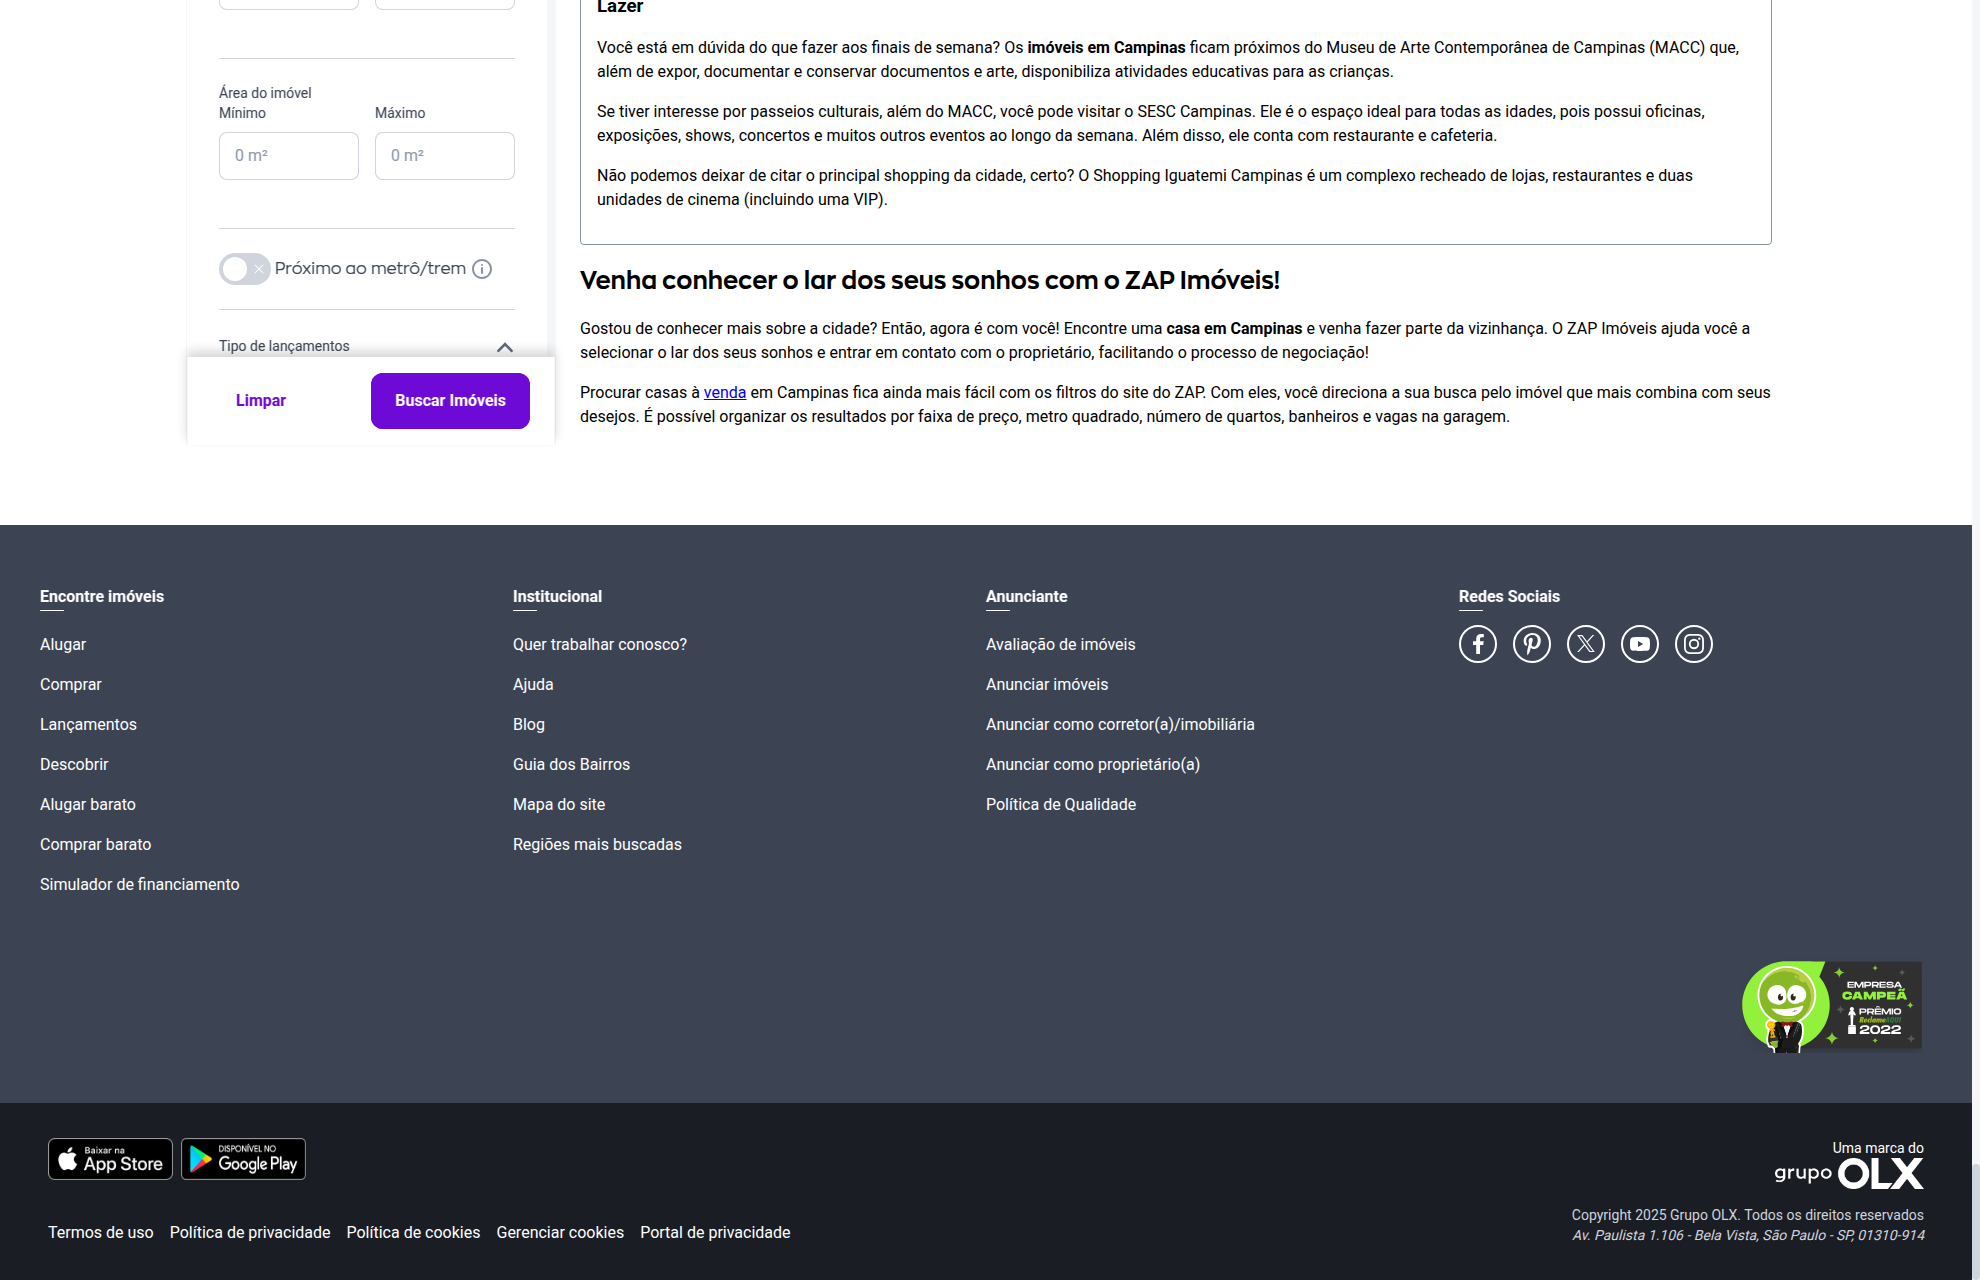 Área do imóvel
Mínimo
Máximo
0 m²
0 m²
Próximo ao metrô/trem
Tipo de lançamentos
Limpar
Buscar Imóveis
Lazer
Você está em dúvida do que fazer aos finais de semana? Os imóveis em Campinas ficam próximos do Museu de Arte Contemporânea de Campinas (MACC) que,
além de expor, documentar e conservar documentos e arte, disponibiliza atividades educativas para as crianças.
Se tiver interesse por passeios culturais, além do MACC, você pode visitar o SESC Campinas. Ele é o espaço ideal para todas as idades, pois possui oficinas,
exposições, shows, concertos e muitos outros eventos ao longo da semana. Além disso, ele conta com restaurante e cafeteria.
Não podemos deixar de citar o principal shopping da cidade, certo? O Shopping Iguatemi Campinas é um complexo recheado de lojas, restaurantes e duas
unidades de cinema (incluindo uma VIP).
Venha conhecer o lar dos seus sonhos com o ZAP Imóveis!
Gostou de conhecer mais sobre a cidade? Então, agora é com você! Encontre uma casa em Campinas e venha fazer parte da vizinhança. O ZAP Imóveis ajuda você a
selecionar o lar dos seus sonhos e entrar em contato com o proprietário, facilitando o processo de negociação!
Procurar casas à venda em Campinas fica ainda mais fácil com os filtros do site do ZAP. Com eles, você direciona a sua busca pelo imóvel que mais combina com seus
desejos. É possível organizar os resultados por faixa de preço, metro quadrado, número de quartos, banheiros e vagas na garagem.
Encontre imóveis
Alugar
Comprar
Lançamentos
Descobrir
Alugar barato
Comprar barato
Simulador de financiamento
Institucional
Quer trabalhar conosco?
Ajuda
Blog
Guia dos Bairros
Mapa do site
Regiões mais buscadas
Anunciante
Avaliação de imóveis
Anunciar imóveis
Anunciar como corretor(a)/imobiliária
Anunciar como proprietário(a)
Política de Qualidade
Redes Sociais
EMPRESA
CAMPEÃ
PRÊMIO
ReclameAQUI
2022
Baixar na
App Store
DISPONÍVEL NO
Google Play
Uma marca do
grupo OLX
Termos de uso
Política de privacidade
Política de cookies
Gerenciar cookies
Portal de privacidade
Copyright 2025 Grupo OLX. Todos os direitos reservados
Av. Paulista 1.106 - Bela Vista, São Paulo - SP, 01310-914